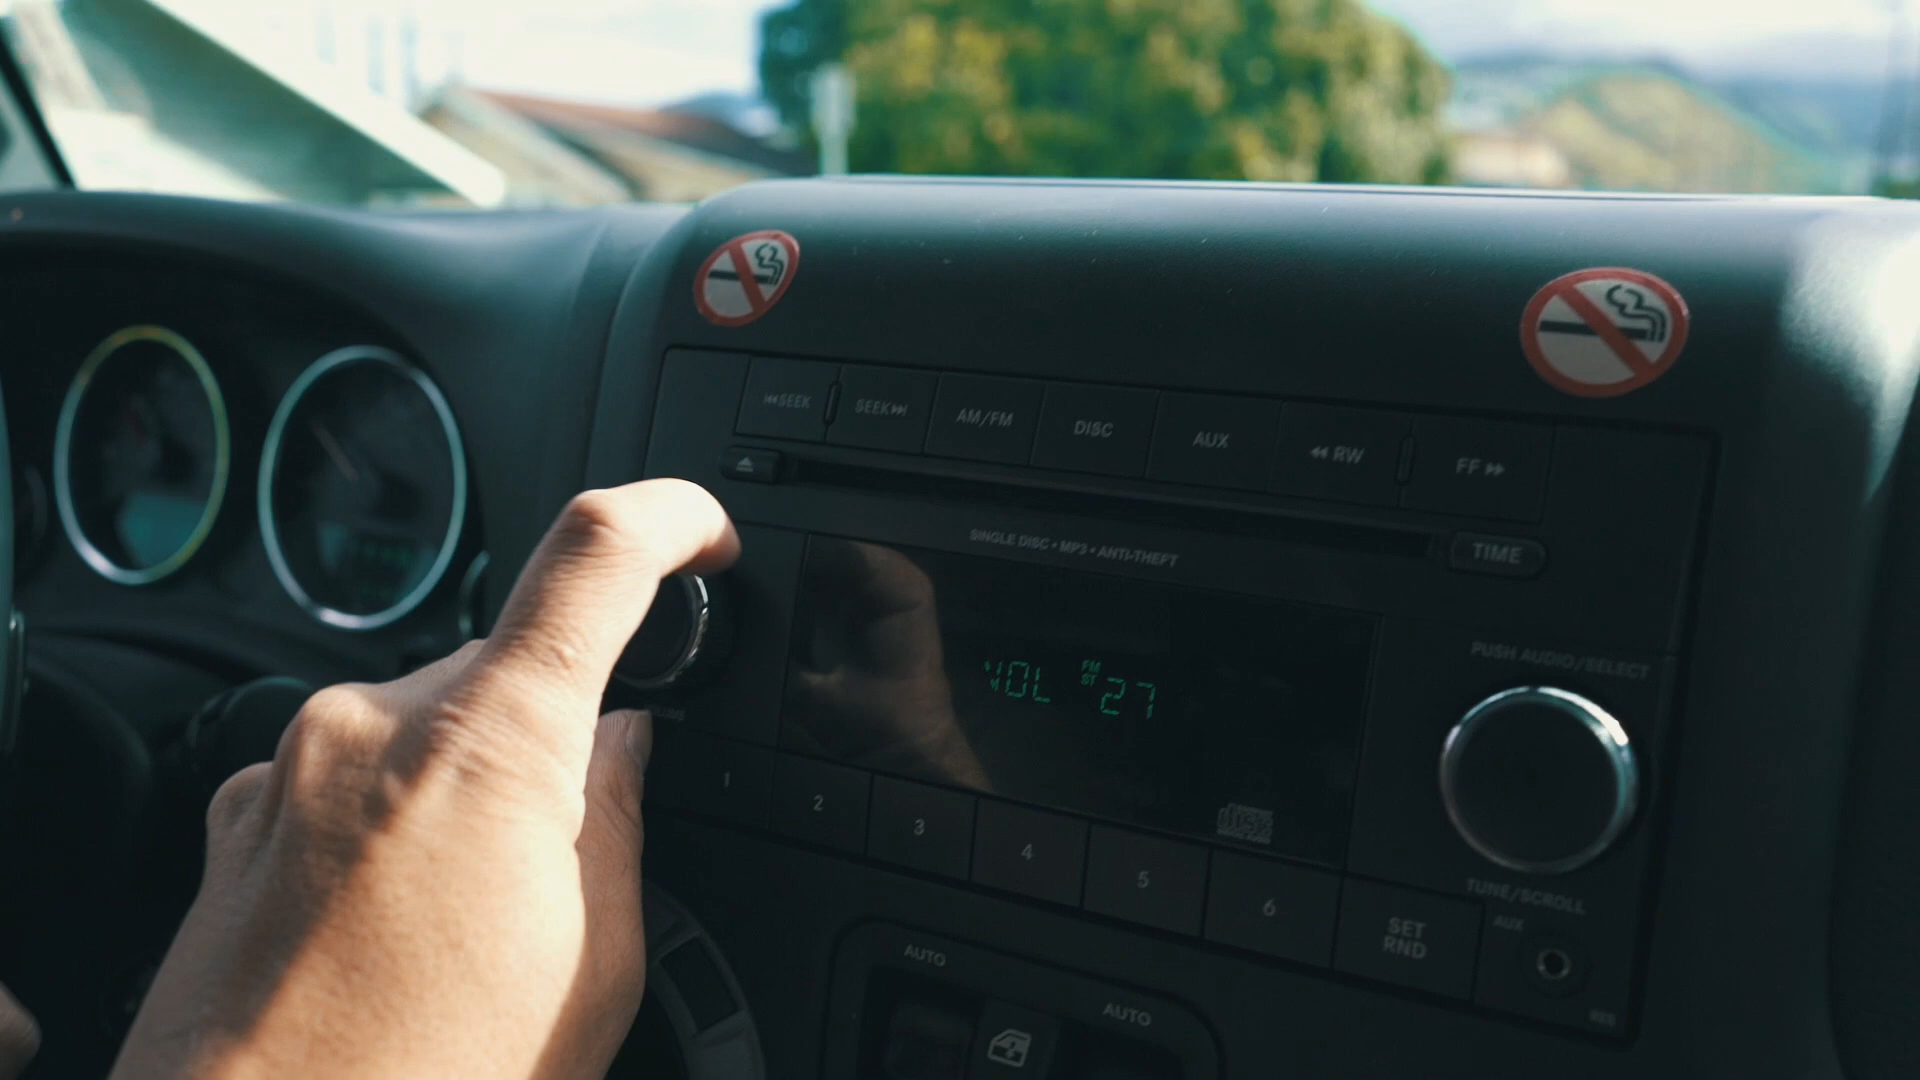 ⏮SEEK SEEK⏭ AM/FM DISC AUX ◀◀ RW FF ▶▶
SINGLE DISC • MP3 • ANTI-THEFT
TIME
PUSH AUDIO/SELECT
VOL FM ST 27
disc
1 2 3 4 5 6 SET RND
TUNE/SCROLL
AUX
AUTO
AUTO